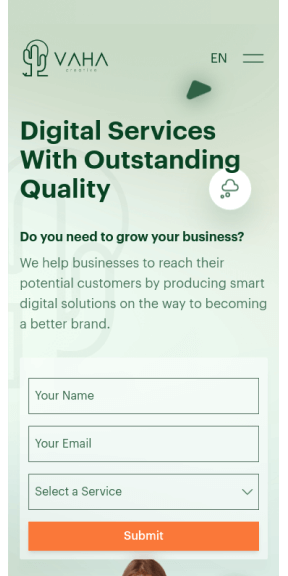 VAHA
creative
EN
Digital Services
With Outstanding
Quality
Do you need to grow your business?
We help businesses to reach their
potential customers by producing smart
digital solutions on the way to becoming
a better brand.
Your Name
Your Email
Select a Service
Submit